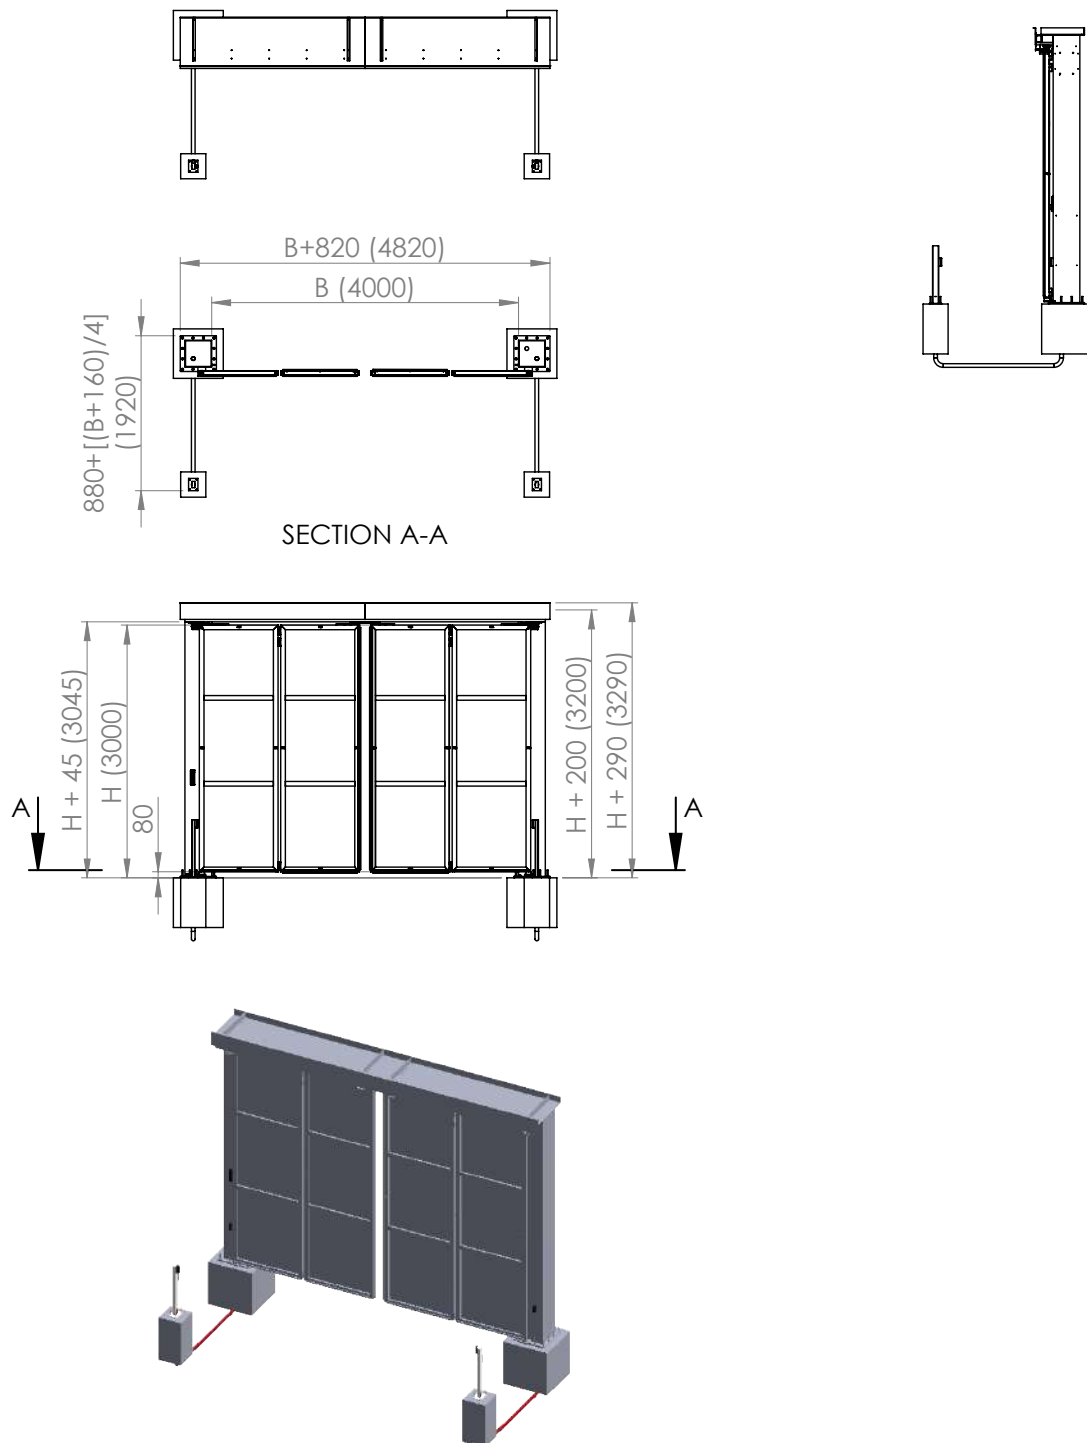 B+820 (4820)
B (4000)
880+[(B+160)/4]
(1920)
SECTION A-A
H + 45 (3045)
H (3000)
80
H + 200 (3200)
H + 290 (3290)
A
A